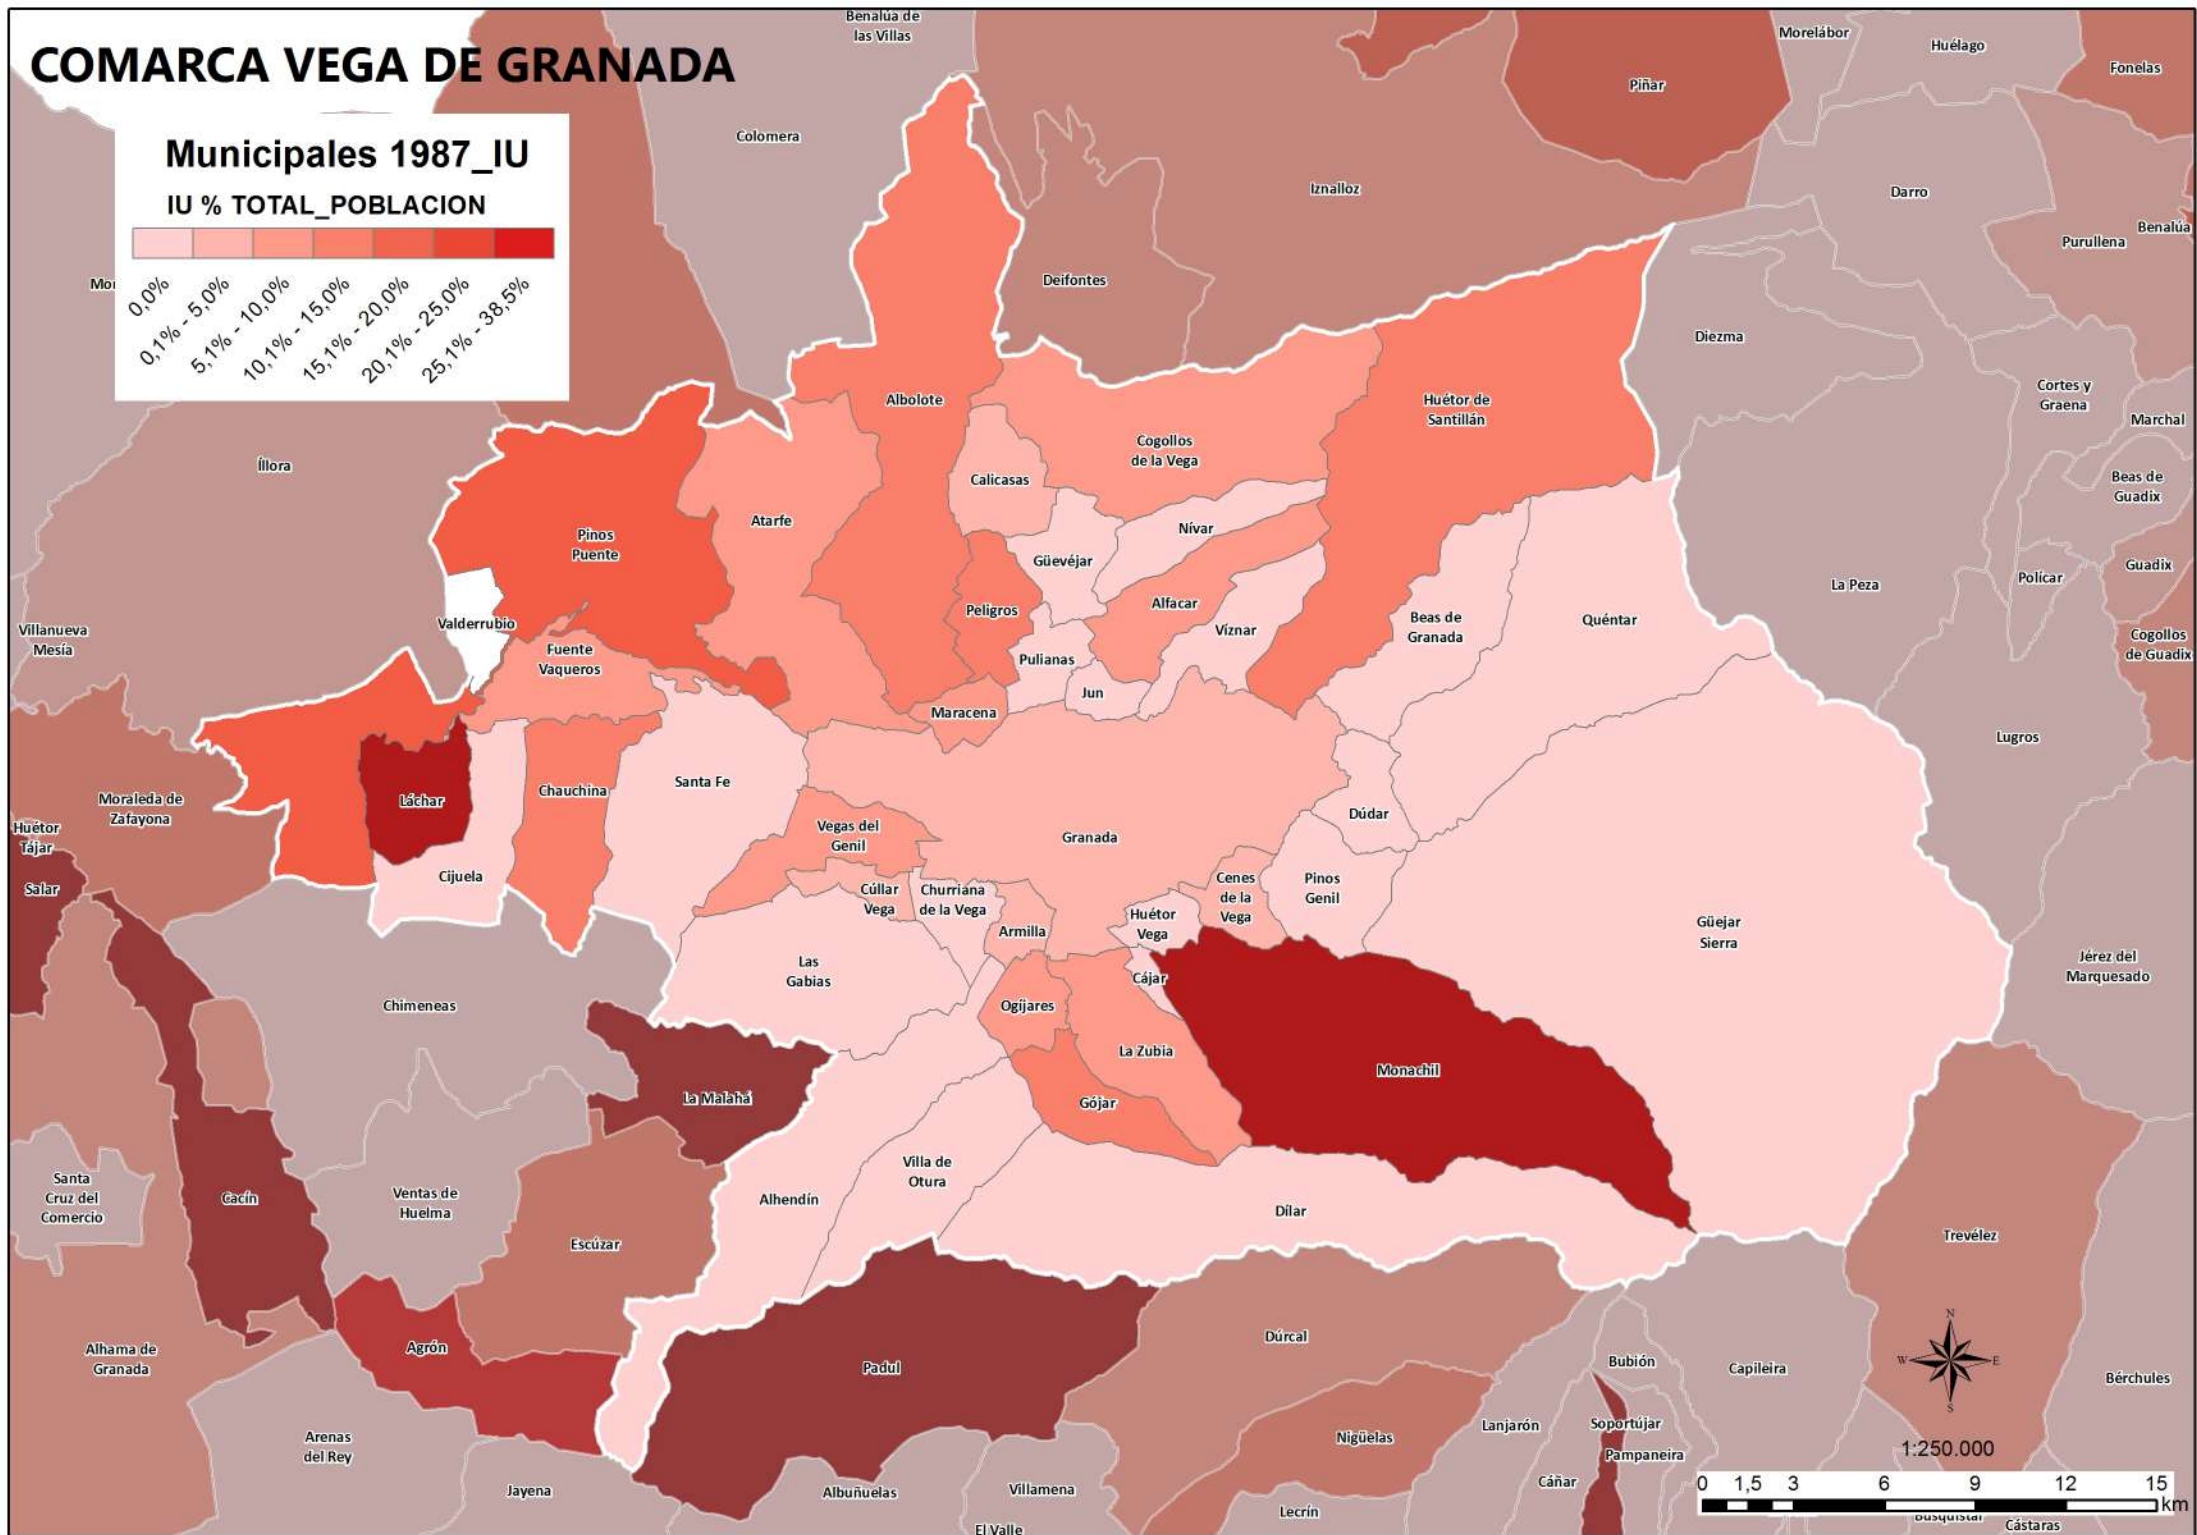 COMARCA VEGA DE GRANADA
Municipales 1987_IU
IU % TOTAL_POBLACION
0,0%
0,1% - 5,0%
5,1% - 10,0%
10,1% - 15,0%
15,1% - 20,0%
20,1% - 25,0%
25,1% - 38,5%
Benalúa de
las Villas
Morelábor
Huélago
Fonelas
Piñar
Colomera
Iznalloz
Darro
Benalúa
Purullena
Deifontes
Diezma
Cortes y
Graena
Marchal
Albolote
Huétor de
Santillán
Cogollos
de la Vega
Íllora
Calicasas
Beas de
Guadix
Atarfe
Nívar
Pinos
Puente
Güevéjar
Guadix
Polícar
La Peza
Valderrubio
Peligros
Alfacar
Víznar
Beas de
Granada
Quéntar
Villanueva
Mesía
Cogollos
de Guadix
Fuente
Vaqueros
Pulianas
Jun
Maracena
Lugros
Santa Fe
Chauchina
Láchar
Moraleda de
Zafayona
Dúdar
Huétor
Tájar
Vegas del
Genil
Granada
Salar
Cijuela
Cúllar
Vega
Churriana
de la Vega
Cenes
de la
Vega
Pinos
Genil
Huétor
Vega
Armilla
Güejar
Sierra
Las
Gabias
Cájar
Jérez del
Marquesado
Chimeneas
Ogíjares
La Zubia
Monachil
La Malahá
Gójar
Villa de
Otura
Santa
Cruz del
Comercio
Cacín
Ventas de
Huelma
Alhendín
Dílar
Escúzar
Trevélez
N
W
E
S
Alhama de
Granada
Agrón
Padul
Dúrcal
Bubión
Capileira
Bérchules
Arenas
del Rey
Nigüelas
Lanjarón
Soportújar
Pampaneira
1:250.000
Jayena
Albuñuelas
Villamena
Cáñar
Lecrín
El Valle
0 1,5 3 6 9 12 15
km
Busquístar
Cástaras